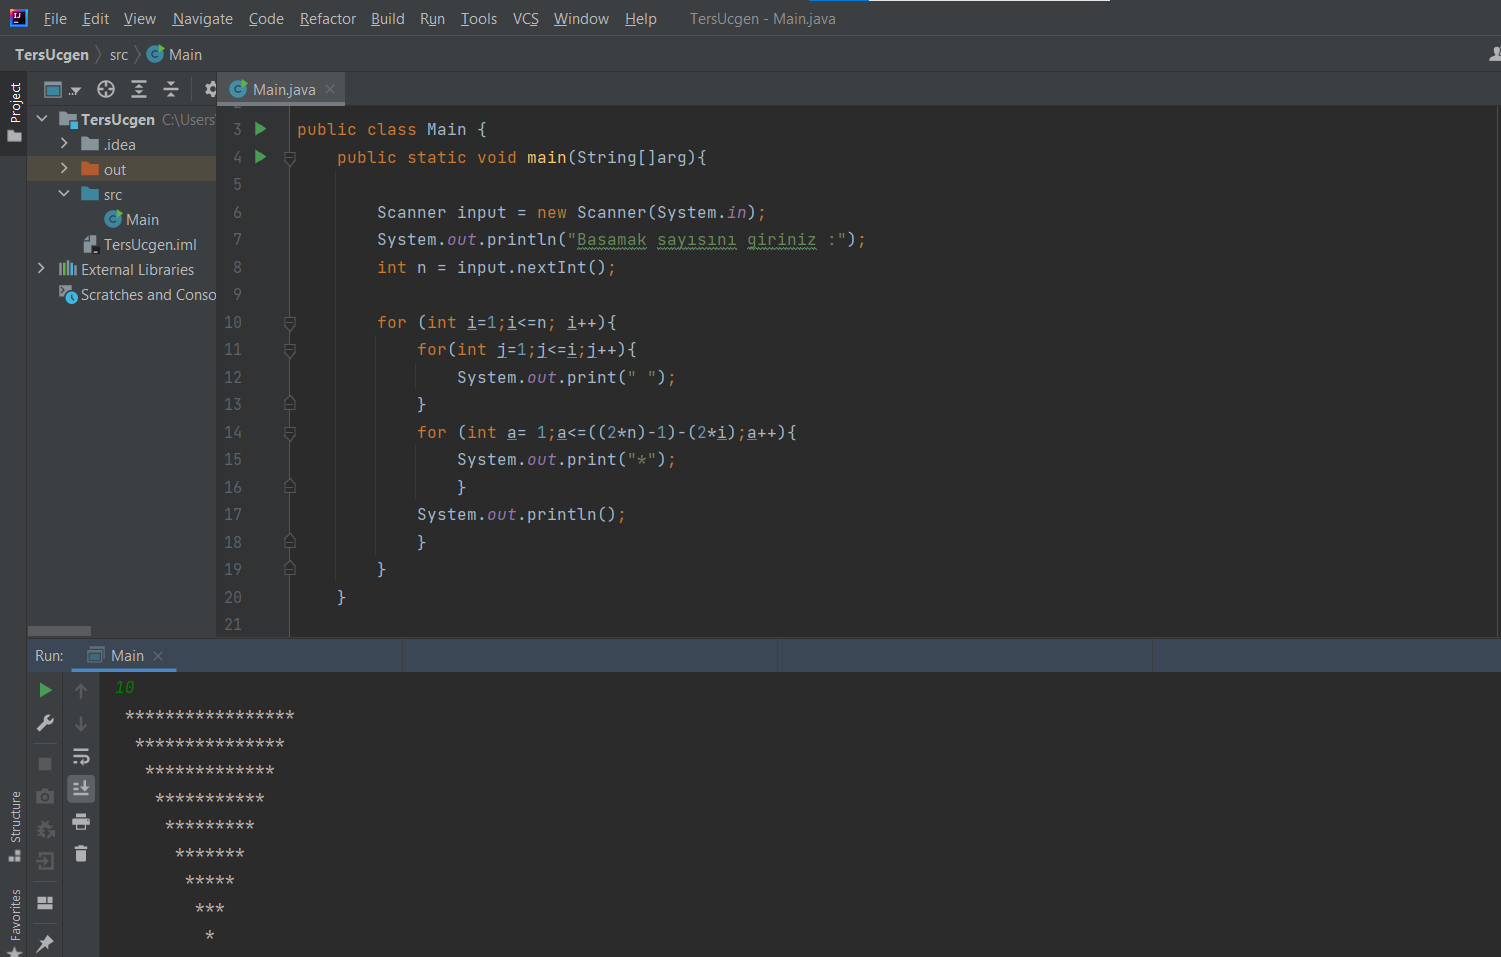 File Edit View Navigate Code Refactor Build Run Tools VCS Window Help TersUcgen - Main.java
TersUcgen src Main
Project
Main.java
TersUcgen C:\Users
.idea
out
src
Main
TersUcgen.iml
External Libraries
Scratches and Conso
3 public class Main {
4 public static void main(String[]arg){
5
6 Scanner input = new Scanner(System.in);
7 System.out.println("Basamak sayısını giriniz :");
8 int n = input.nextInt();
9
10 for (int i=1;i<=n; i++){
11 for(int j=1;j<=i;j++){
12 System.out.print(" ");
13 }
14 for (int a= 1;a<=((2*n)-1)-(2*i);a++){
15 System.out.print("*");
16 }
17 System.out.println();
18 }
19 }
20 }
21
Run: Main
10
*****************
***************
*************
***********
*********
*******
*****
***
*
Structure
Favorites